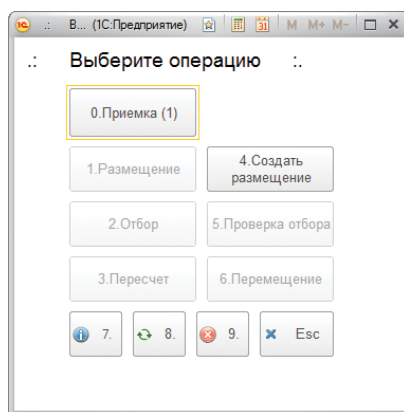 .: В... (1С:Предприятие) 31 M M+ M-
.: Выберите операцию :.
0.Приемка (1)
1.Размещение
4.Создать
размещение
2.Отбор
5.Проверка отбора
3.Пересчет
6.Перемещение
7.
8.
9.
Esc